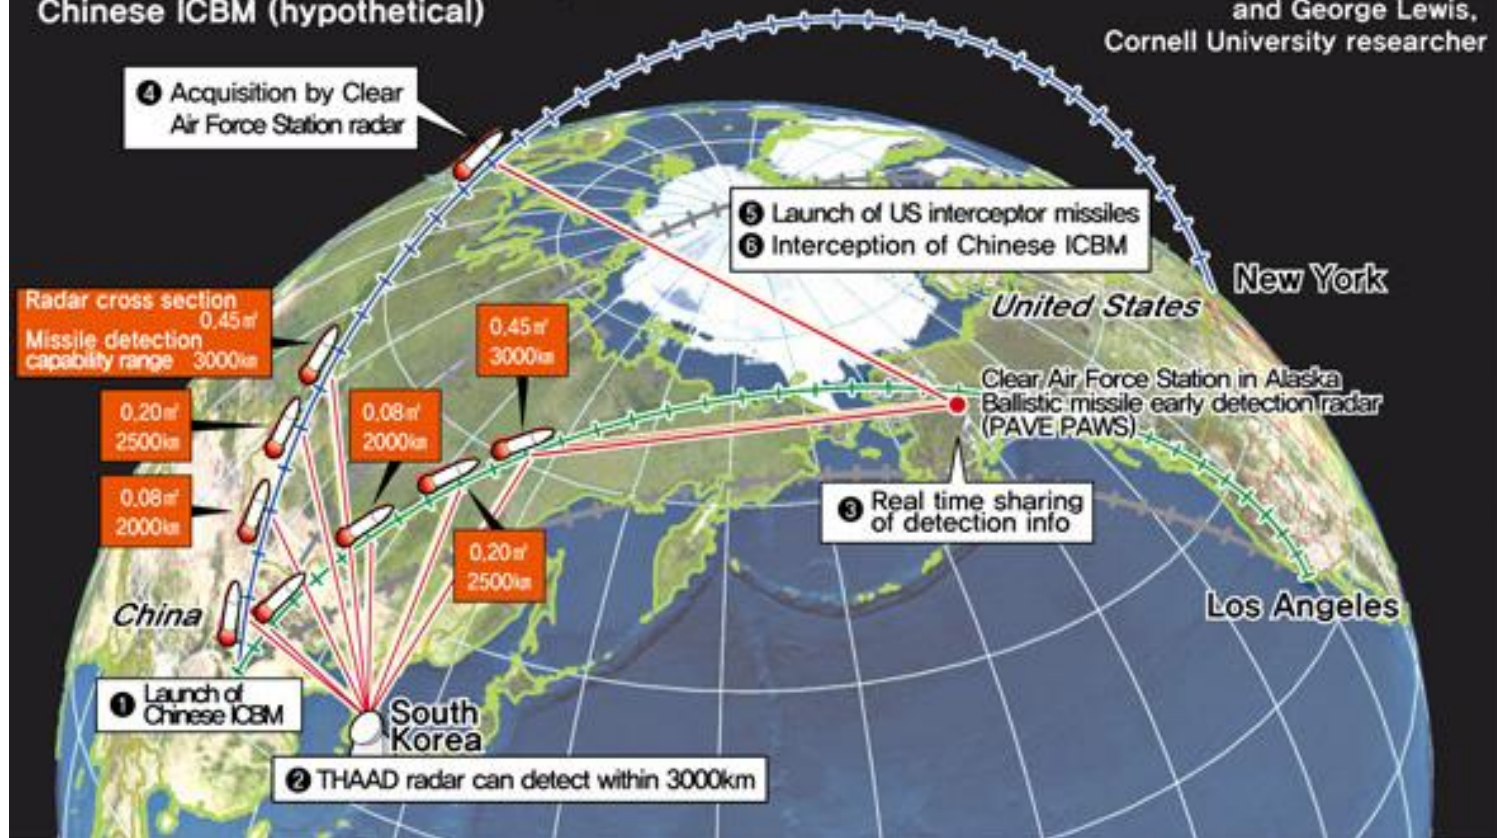 Chinese ICBM (hypothetical)
and George Lewis,
Cornell University researcher
❹ Acquisition by Clear
Air Force Station radar
❺ Launch of US interceptor missiles
❻ Interception of Chinese ICBM
New York
United States
Radar cross section
0,45㎡
Missile detection
capability range 3000㎞
0,45㎡
3000㎞
0,20㎡
2500㎞
0,08㎡
2000㎞
Clear Air Force Station in Alaska
Ballistic missile early detection radar
(PAVE PAWS)
0,08㎡
2000㎞
❸ Real time sharing
of detection info
0,20㎡
2500㎞
China
Los Angeles
❶ Launch of
Chinese ICBM
South
Korea
❷ THAAD radar can detect within 3000km